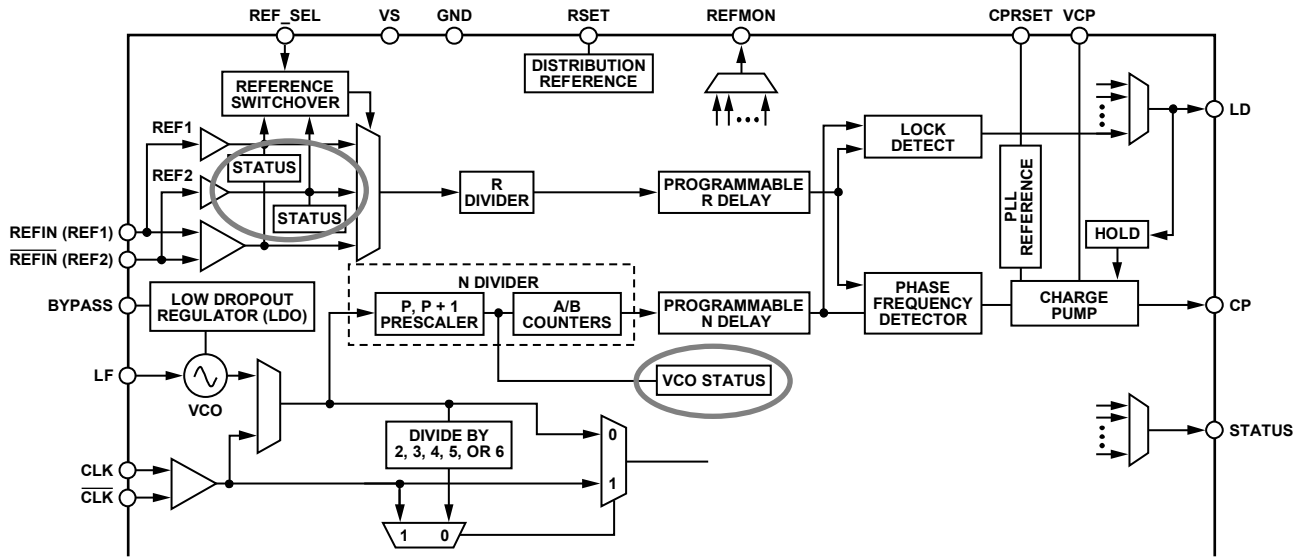 REF_SEL VS GND RSET REFMON CPRSET VCP
DISTRIBUTION
REFERENCE
REFERENCE
SWITCHOVER
REF1
STATUS
REF2
STATUS
REFIN (REF1)
REFIN (REF2)
BYPASS
LOW DROPOUT
REGULATOR (LDO)
LF
VCO
CLK
CLK
R
DIVIDER
PROGRAMMABLE
R DELAY
N DIVIDER
P, P + 1
PRESCALER
A/B
COUNTERS
PROGRAMMABLE
N DELAY
VCO STATUS
DIVIDE BY
2, 3, 4, 5, OR 6
0
1
1 0
LOCK
DETECT
PLL
REFERENCE
HOLD
PHASE
FREQUENCY
DETECTOR
CHARGE
PUMP
LD
CP
STATUS